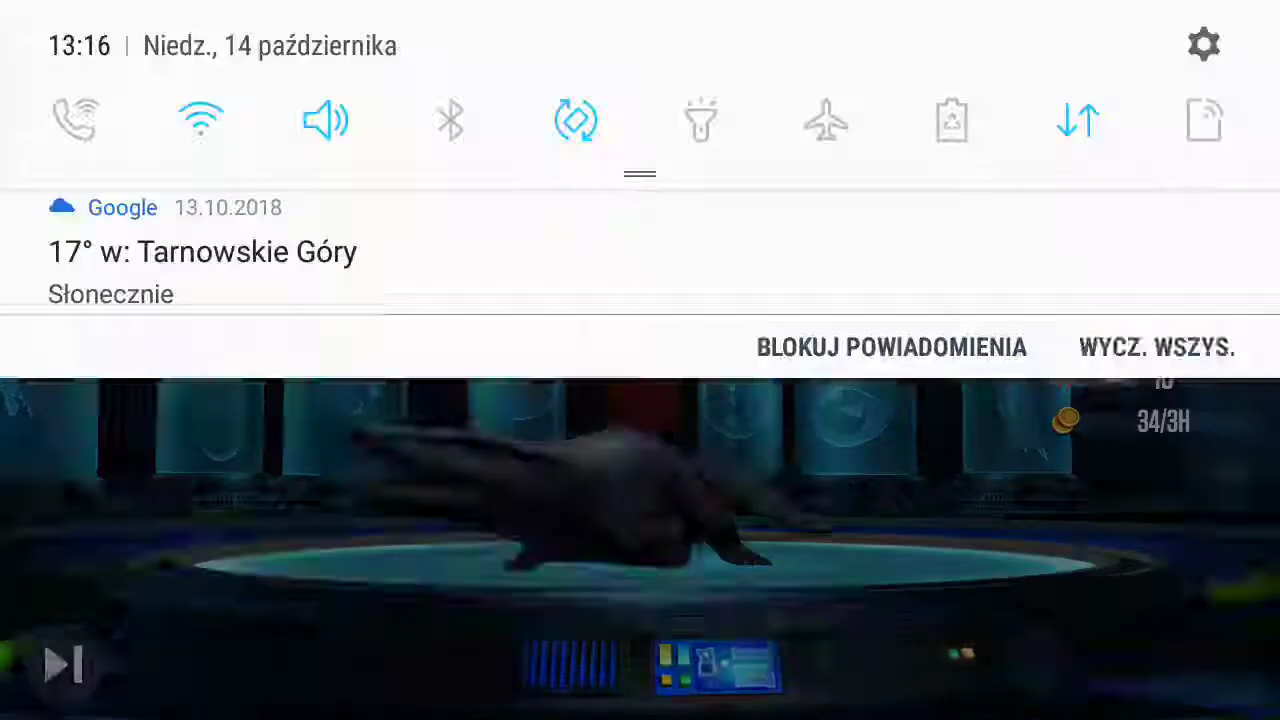 13:16 | Niedz., 14 października
Google 13.10.2018
17° w: Tarnowskie Góry
Słonecznie
BLOKUJ POWIADOMIENIA WYCZ. WSZYS.
34/3H